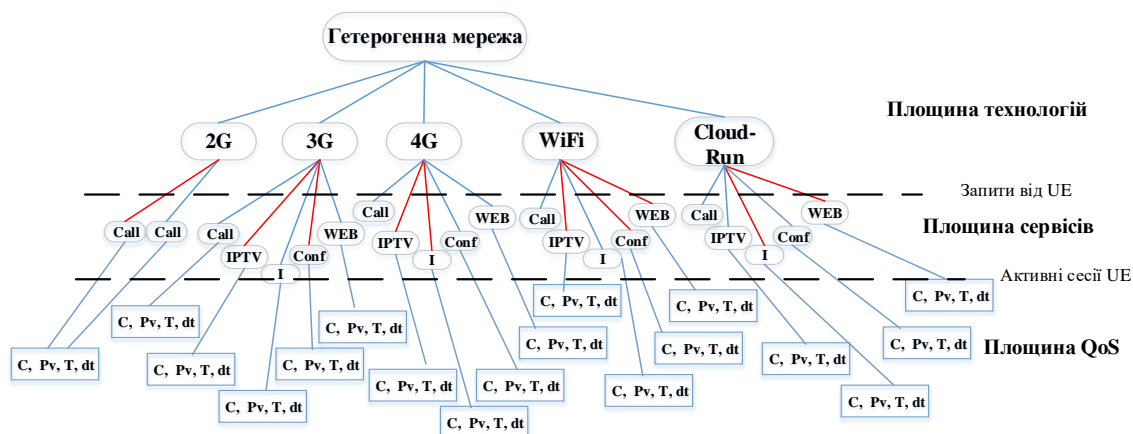 Гетерогенна мережа
Площина технологій
2G 3G 4G WiFi Cloud-Run
Запити від UE
Call Call Call IPTV I Conf WEB
Call IPTV I Conf WEB
Call IPTV I Conf WEB
Call IPTV I Conf WEB
Площина сервісів
Активні сесії UE
C, Pv, T, dt
C, Pv, T, dt
C, Pv, T, dt
C, Pv, T, dt
C, Pv, T, dt
C, Pv, T, dt
C, Pv, T, dt
C, Pv, T, dt
C, Pv, T, dt
Площина QoS
C, Pv, T, dt
C, Pv, T, dt
C, Pv, T, dt
C, Pv, T, dt
C, Pv, T, dt
C, Pv, T, dt
C, Pv, T, dt
C, Pv, T, dt
C, Pv, T, dt